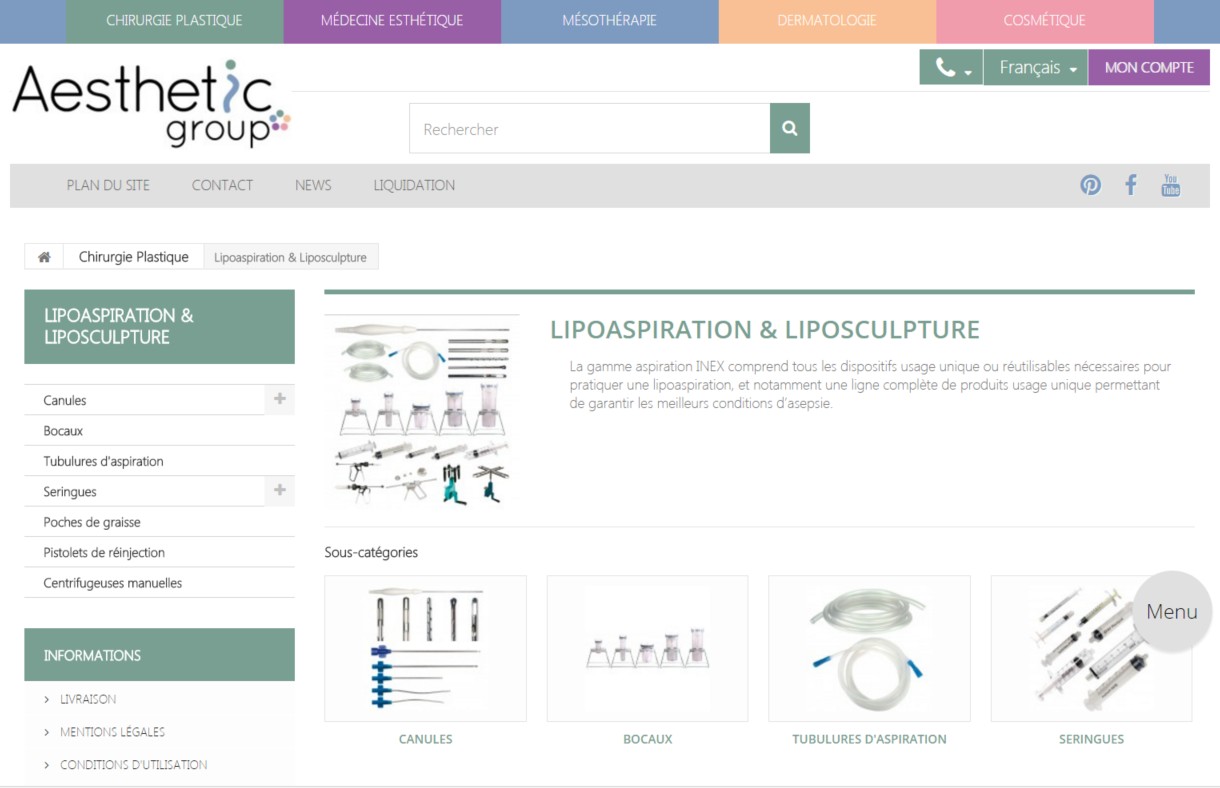 CHIRURGIE PLASTIQUE
MÉDECINE ESTHÉTIQUE
MÉSOTHÉRAPIE
DERMATOLOGIE
COSMÉTIQUE
Aesthetic
group
Français
MON COMPTE
Rechercher
PLAN DU SITE
CONTACT
NEWS
LIQUIDATION
You
Tube
Chirurgie Plastique
Lipoaspiration & Liposculpture
LIPOASPIRATION &
LIPOSCULPTURE
Canules
Bocaux
Tubulures d'aspiration
Seringues
Poches de graisse
Pistolets de réinjection
Centrifugeuses manuelles
INFORMATIONS
LIVRAISON
MENTIONS LÉGALES
CONDITIONS D'UTILISATION
LIPOASPIRATION & LIPOSCULPTURE
La gamme aspiration INEX comprend tous les dispositifs usage unique ou réutilisables nécessaires pour
pratiquer une lipoaspiration, et notamment une ligne complète de produits usage unique permettant
de garantir les meilleurs conditions d'asepsie.
Sous-catégories
Menu
CANULES
BOCAUX
TUBULURES D'ASPIRATION
SERINGUES